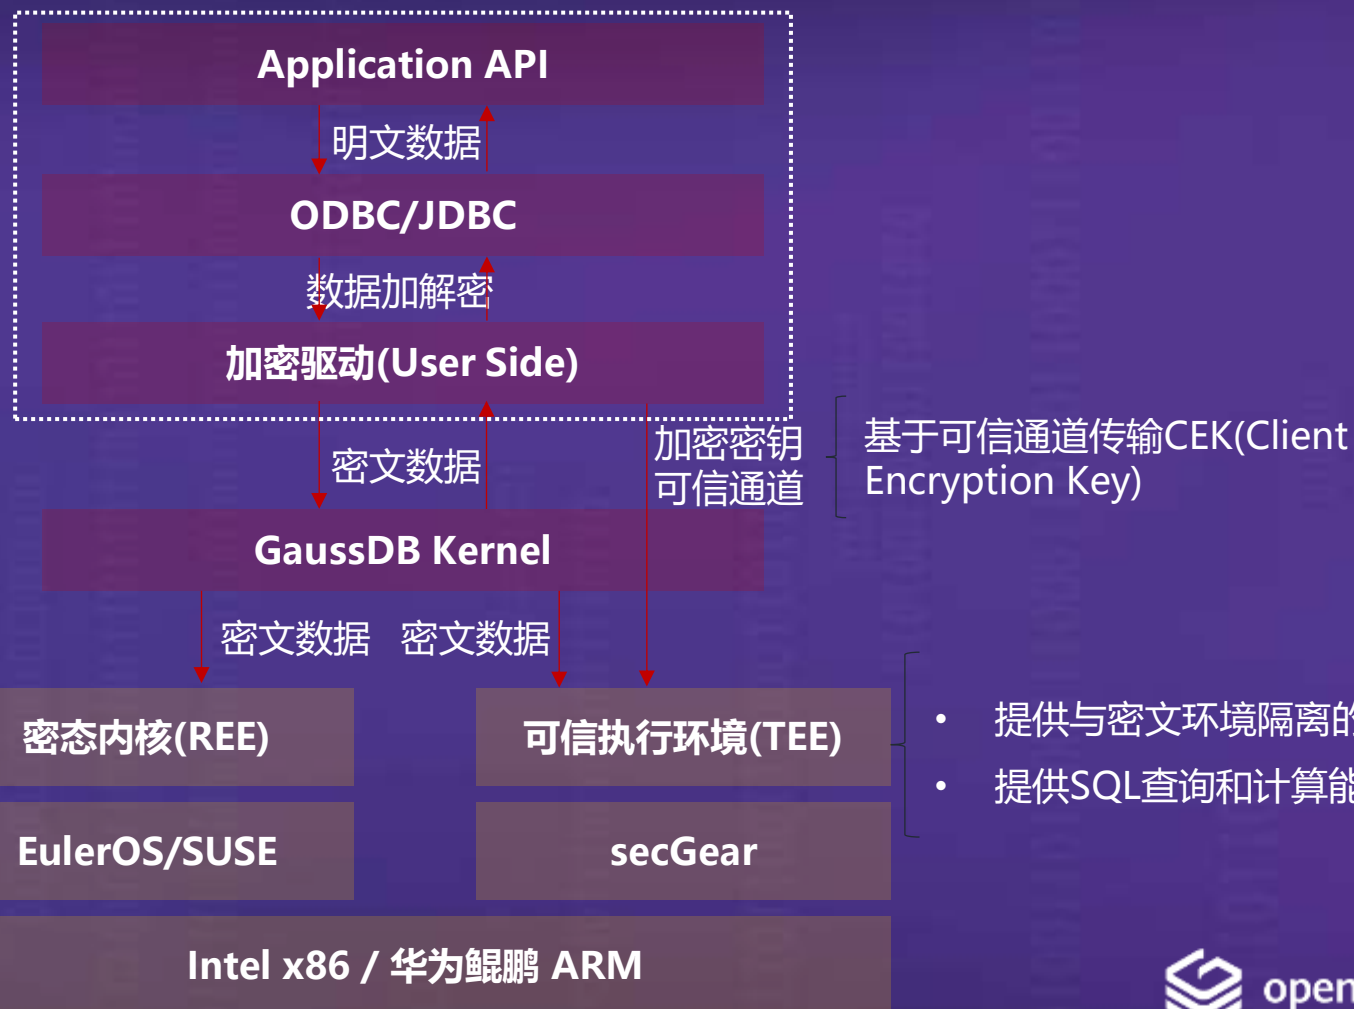 Application API
明文数据
ODBC/JDBC
数据加解密
加密驱动(User Side)
加密密钥
可信通道
基于可信通道传输CEK(Client
Encryption Key)
密文数据
GaussDB Kernel
密文数据 密文数据
密态内核(REE)
可信执行环境(TEE)
• 提供与密文环境隔离的
• 提供SQL查询和计算能
EulerOS/SUSE
secGear
Intel x86 / 华为鲲鹏 ARM
open